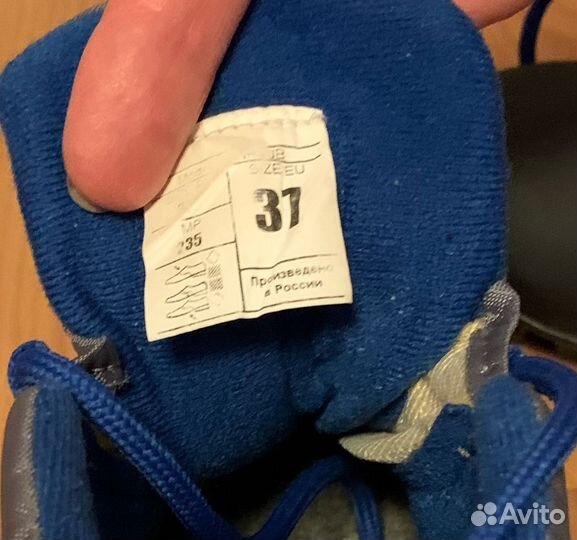 SIZE EU
37
MP
235
Произведено
в России
Avito